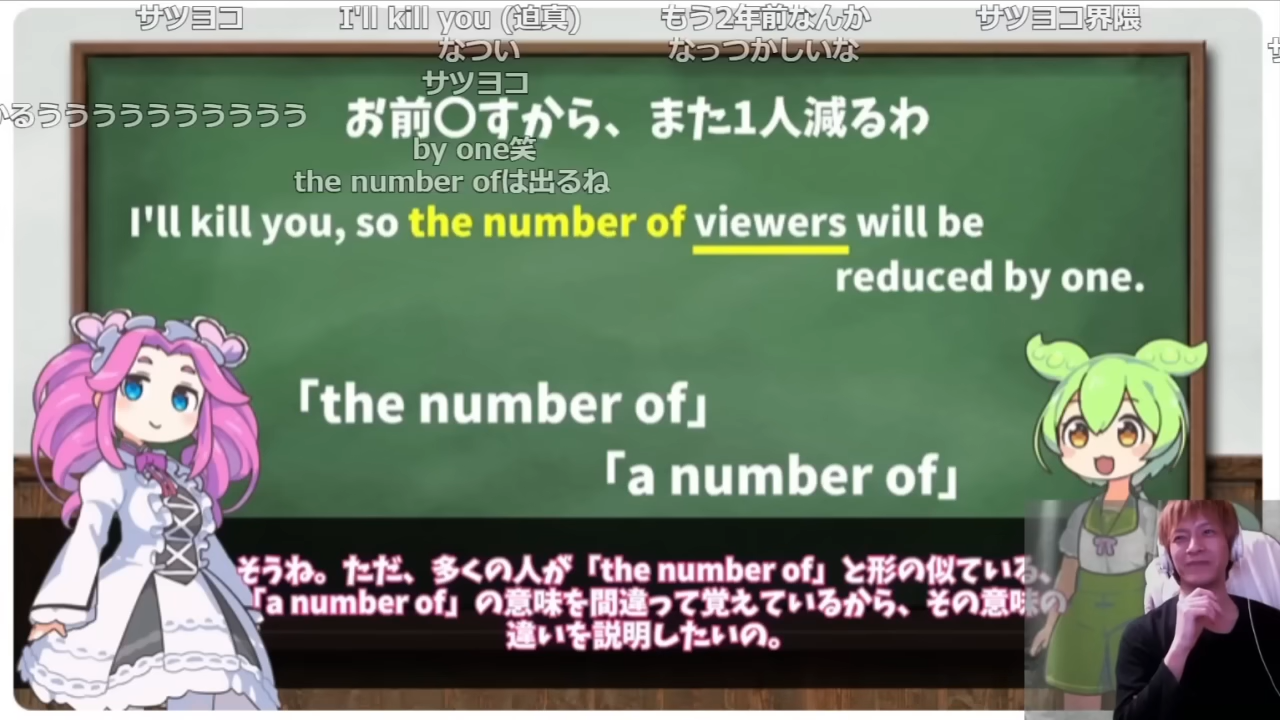 サツヨコ
I'll kill you (迫真)
もう2年前なんか
サツヨコ界隈
なつい
なっつかしいな
サツヨコ
かるうううううううううう
お前〇すから、また1人減るわ
by one笑
the number ofは出るね
I'll kill you, so the number of viewers will be
reduced by one.
「the number of」
「a number of」
そうね。ただ、多くの人が「the number of」と形の似ている、
「a number of」の意味を間違って覚えているから、その意味の
違いを説明したいの。